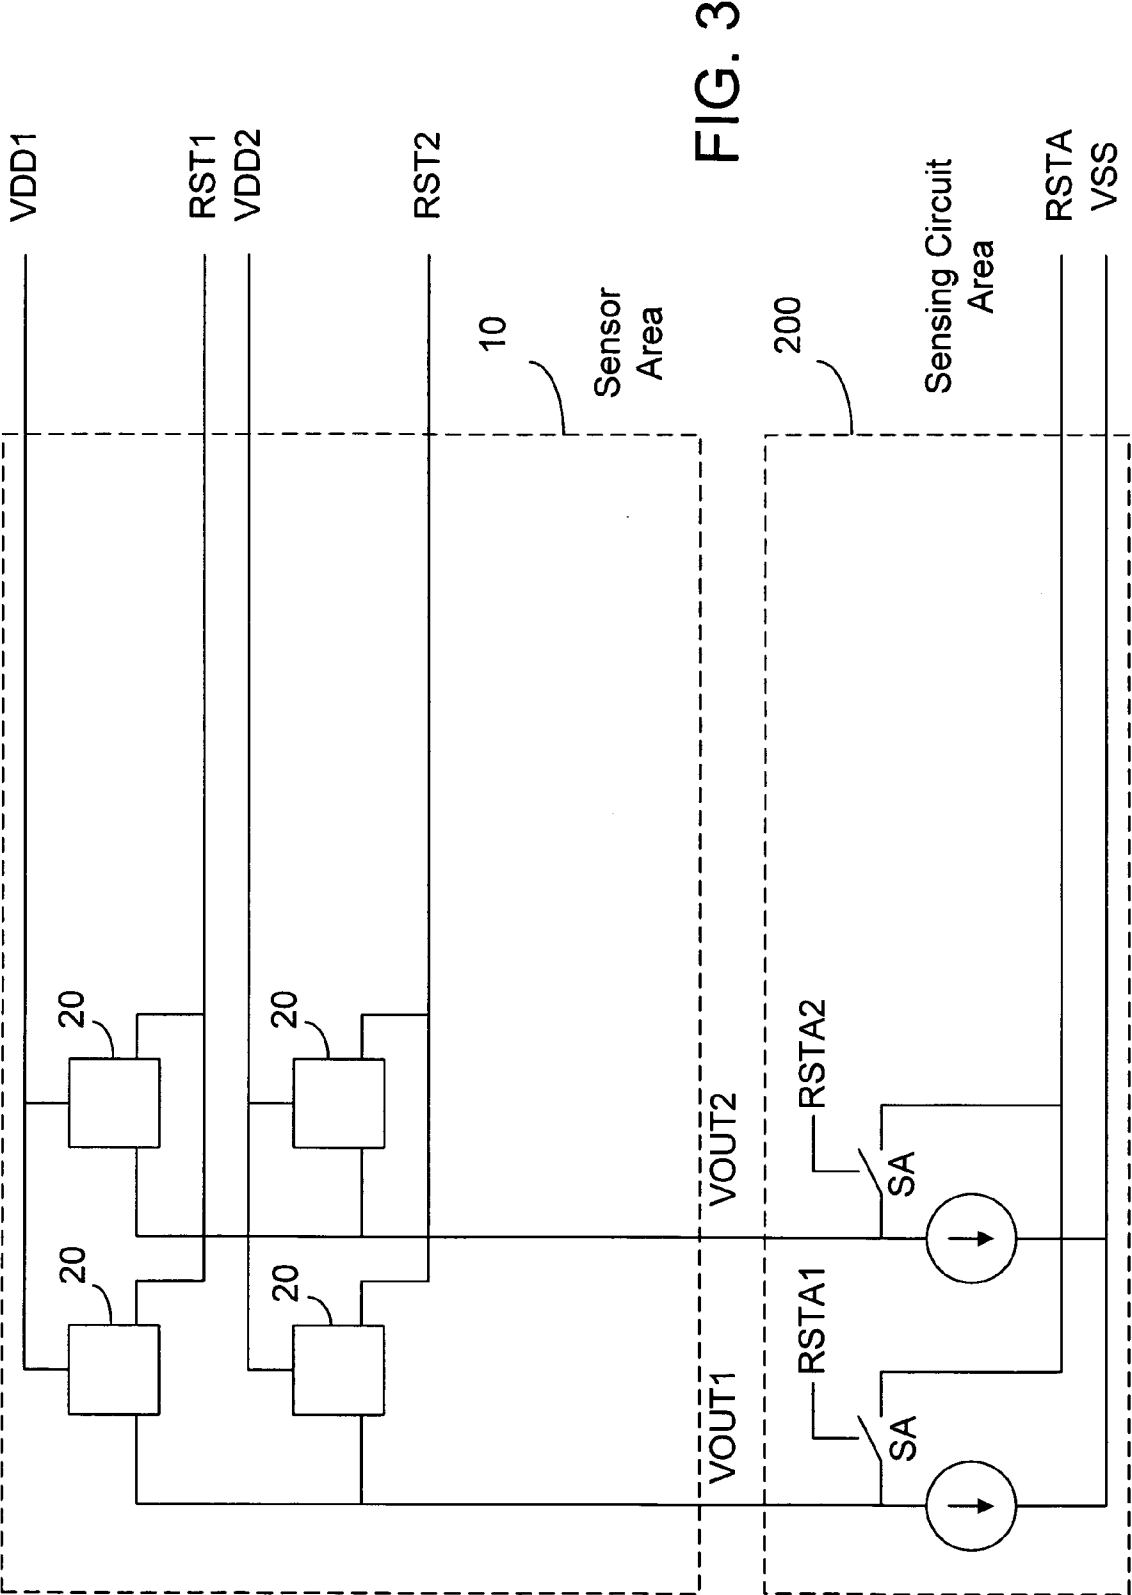 VDD1
RST1
VDD2
RST2
FIG. 3
10
Sensor
Area
200
Sensing Circuit
Area
RSTA
VSS
20
20
20
20
VOUT2
VOUT1
RSTA2
SA
RSTA1
SA